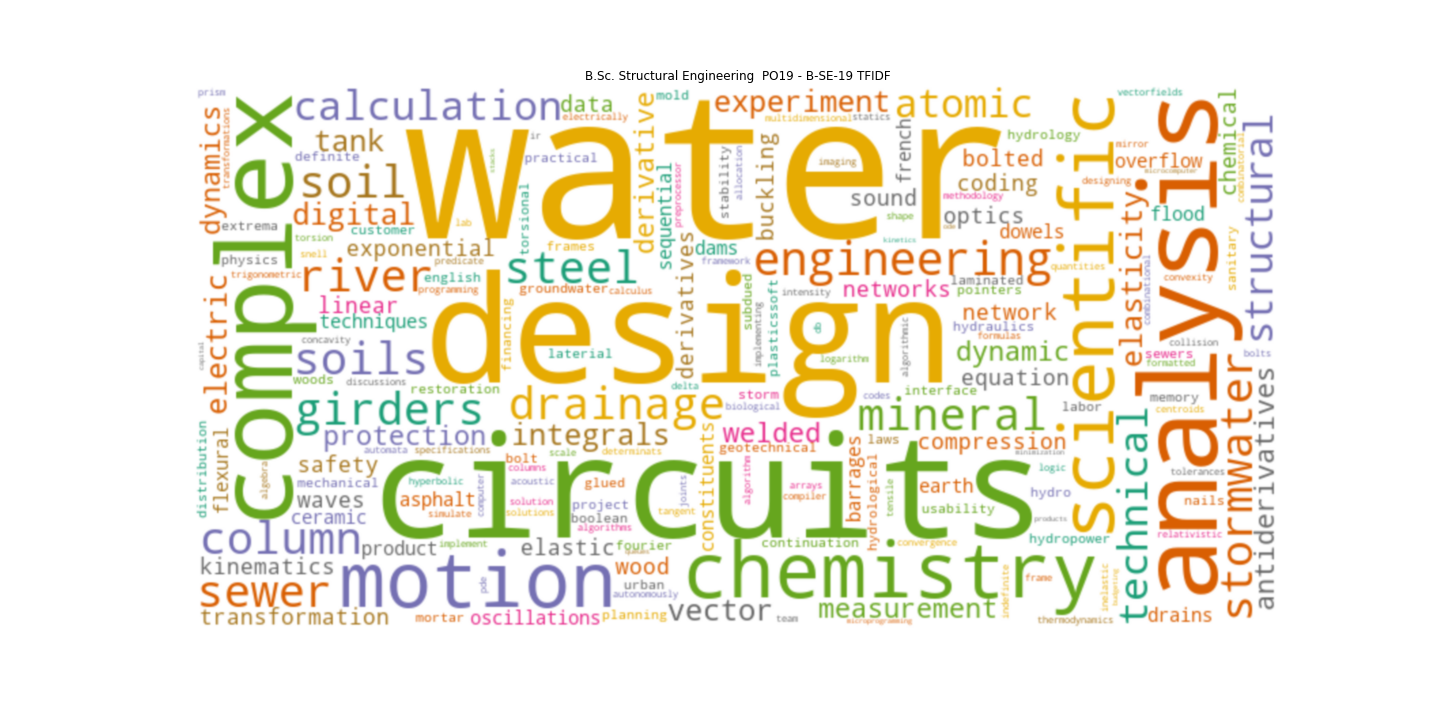 B.Sc. Structural Engineering  PO19 - B-SE-19 TFIDF
prism
calculation
data
mold
experiment
atomic
vectorfields
chemical
structural
electrically
multidimensional
statics
water
complex
dynamics
transformations
tank
definite
ir
practical
derivative
imaging
french
hydrology
bolted
mirror
overflow
microcomputer
combinatorial
scientific
analysis
soil
digital
customer
extrema
torsion
snell
exponential
lab
torsional
sequential
preprocessor
stability
allocation
buckling
sound
shape
methodology
coding
designing
optics
dowels
flood
physics
predicate
trigonometric
river
english
programming
steel
frames
groundwater
calculus
dams
framework
engineering
kinetics
quantities
elasticity
combinational
convexity
sanitary
linear
techniques
concavity
electric
design
financing
laterial
derivatives
subdued
implementing
plasticssoft
intensity
networks
laminated
pointers
network
hydraulics
formulas
algorithmic
logarithm
dynamic
equation
collision
sewers
formatted
bolts
capital
soils
woods
discussions
restoration
delta
storm
biological
codes
interface
labor
memory
centroids
girders
drainage
mineral
stormwater
antiderivatives
protection
automata
specifications
integrals
scale
determinats
welded
geotechnical
laws
compression
minimization
technical
distribution
flexural
algebra
safety
mechanical
hyperbolic
bolt
columns
acoustic
glued
constituents
algorithm
arrays
compiler
barrages
earth
logic
tolerances
waves
ceramic
asphalt
simulate
computer
solution
solutions
project
boolean
algorithms
joints
tangent
circuits
hydrological
tensile
usability
hydro
products
nails
relativistic
column
product
implement
elastic
fourier
continuation
convergence
hydropower
kinematics
motion
wood
urban
autonomously
chemistry
frame
inelastic
budgeting
indefinite
sewer
pde
transformation
mortar
oscillations
planning
vector
team
measurement
microprogramming
thermodynamics
drains